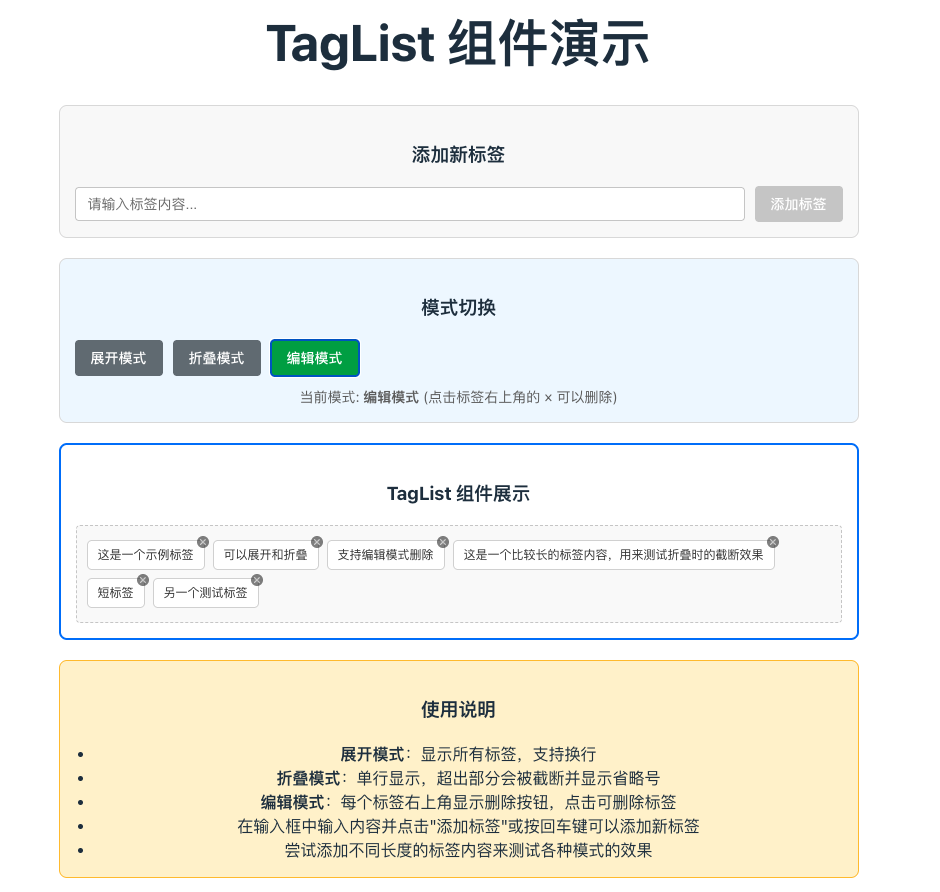 TagList 组件演示
添加新标签
请输入标签内容...
添加标签
模式切换
展开模式 折叠模式 编辑模式
当前模式: 编辑模式 (点击标签右上角的 × 可以删除)
TagList 组件展示
这是一个示例标签 × 可以展开和折叠 × 支持编辑模式删除 × 这是一个比较长的标签内容，用来测试折叠时的截断效果 ×
短标签 × 另一个测试标签 ×
使用说明
• 展开模式：显示所有标签，支持换行
• 折叠模式：单行显示，超出部分会被截断并显示省略号
• 编辑模式：每个标签右上角显示删除按钮，点击可删除标签
• 在输入框中输入内容并点击"添加标签"或按回车键可以添加新标签
• 尝试添加不同长度的标签内容来测试各种模式的效果